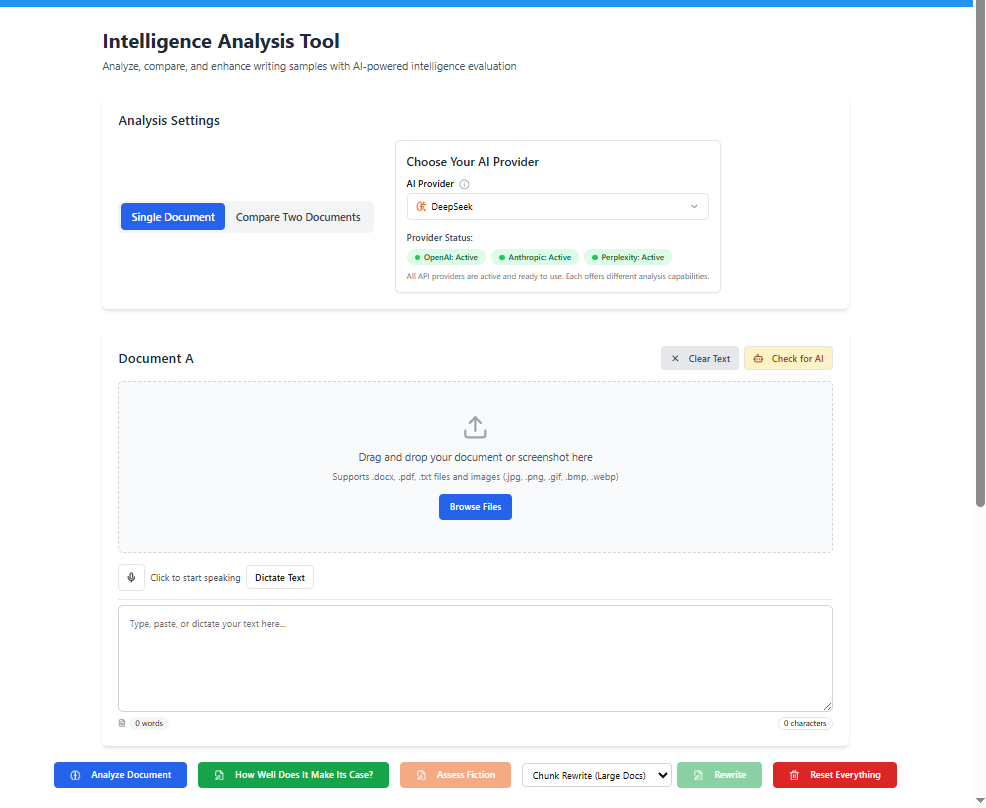 Intelligence Analysis Tool
Analyze, compare, and enhance writing samples with AI-powered intelligence evaluation
Analysis Settings
Single Document
Compare Two Documents
Choose Your AI Provider
AI Provider
DeepSeek
Provider Status:
OpenAI: Active
Anthropic: Active
Perplexity: Active
All API providers are active and ready to use. Each offers different analysis capabilities.
Document A
Clear Text
Check for AI
Drag and drop your document or screenshot here
Supports .docx, .pdf, .txt files and images (.jpg, .png, .gif, .bmp, .webp)
Browse Files
Click to start speaking
Dictate Text
Type, paste, or dictate your text here...
0 words
0 characters
Analyze Document
How Well Does It Make Its Case?
Assess Fiction
Chunk Rewrite (Large Docs)
Rewrite
Reset Everything